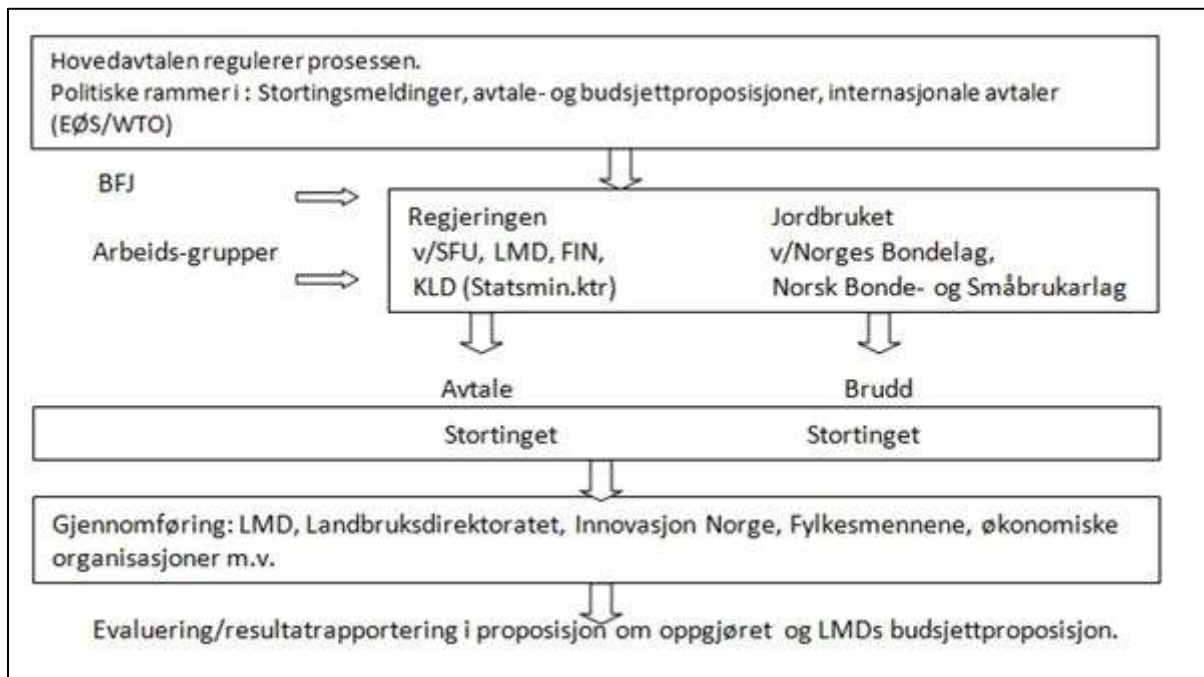 Hovedavtalen regulerer prosessen.
Politiske rammer i : Stortingsmeldinger, avtale- og budsjettproposisjoner, internasjonale avtaler
(EØS/WTO)
BFJ
Arbeids-grupper
Regjeringen
v/SFU, LMD, FIN,
KLD (Statsmin.ktr)
Jordbruket
v/Norges Bondelag,
Norsk Bonde- og Småbrukarlag
Avtale
Brudd
Stortinget
Stortinget
Gjennomføring: LMD, Landbruksdirektoratet, Innovasjon Norge, Fylkesmennene, økonomiske
organisasjoner m.v.
Evaluering/resultatrapportering i proposisjon om oppgjøret og LMDs budsjettproposisjon.